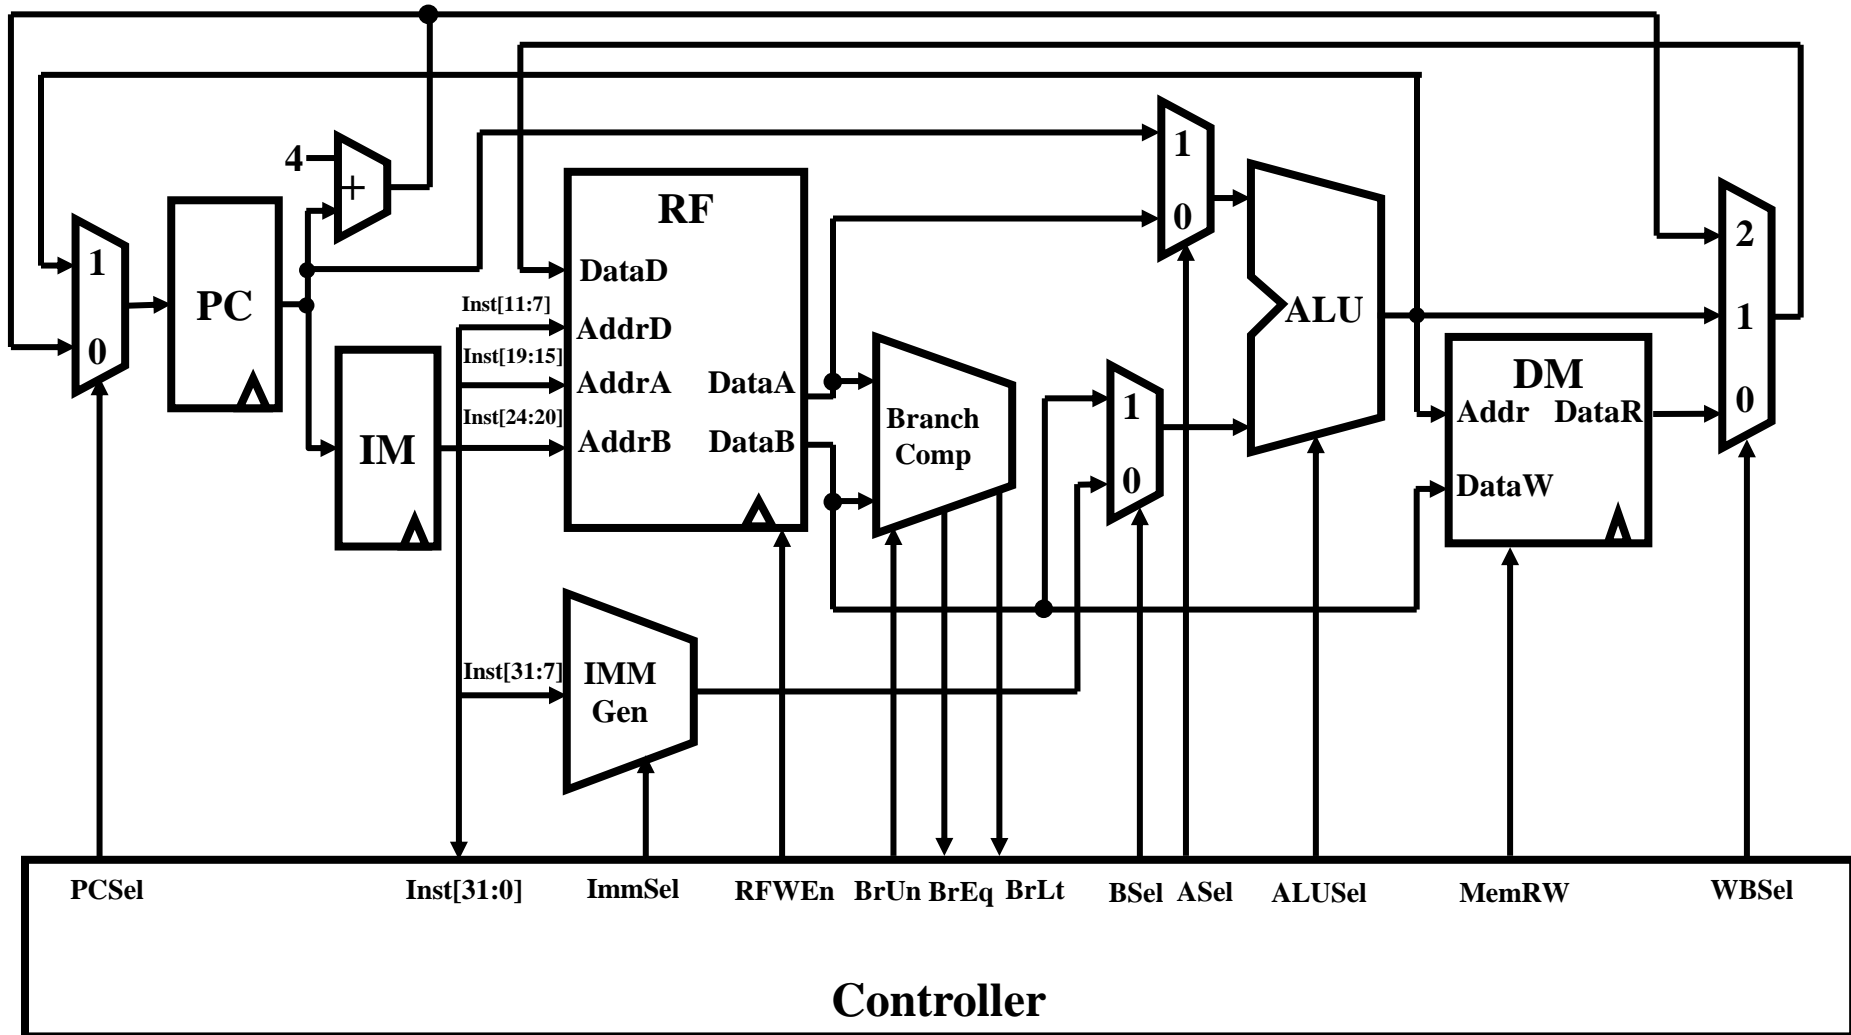 4
+
1
0
PC
IM
RF
DataD
Inst[11:7]
AddrD
Inst[19:15]
AddrA
DataA
Inst[24:20]
AddrB
DataB
Branch
Comp
1
0
1
0
ALU
DM
Addr
DataR
DataW
2
1
0
Inst[31:7]
IMM
Gen
PCSel
Inst[31:0]
ImmSel
RFWEn
BrUn
BrEq
BrLt
BSel
ASel
ALUSel
MemRW
WBSel
Controller